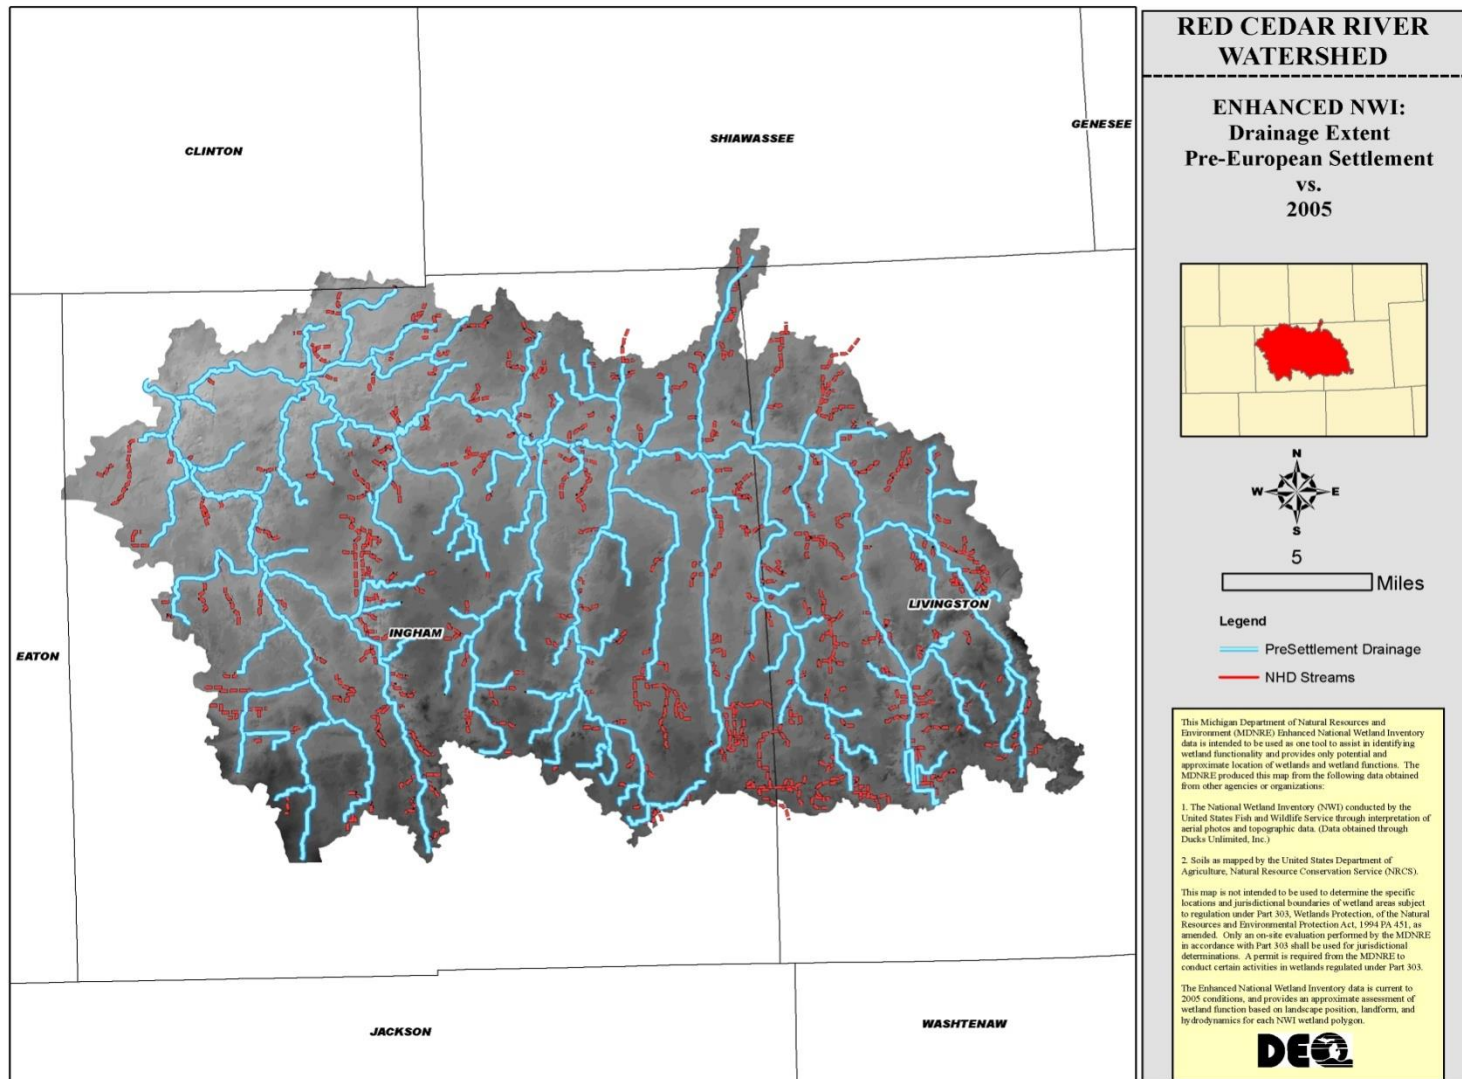 RED CEDAR RIVER
WATERSHED
ENHANCED NWI:
Drainage Extent
Pre-European Settlement
vs.
2005
CLINTON
SHIAWASSEE
GENESEE
EATON
INGHAM
LIVINGSTON
JACKSON
WASHTENAW
N
W E
S
5
Miles
Legend
PreSettlement Drainage
NHD Streams
This Michigan Department of Natural Resources and
Environment (MDNRE) Enhanced National Wetland Inventory
data is intended to be used as one tool to assist in identifying
wetland functionality and provides only potential and
approximate location of wetlands and wetland functions. The
MDNRE produced this map from the following data obtained
from other agencies or organizations:
1. The National Wetland Inventory (NWI) conducted by the
United States Fish and Wildlife Service through interpretation of
aerial photos and topographic data. (Data obtained through
Ducks Unlimited, Inc.)
2. Soils as mapped by the United States Department of
Agriculture, Natural Resource Conservation Service (NRCS).
This map is not intended to be used to determine the specific
locations and jurisdictional boundaries of wetland areas subject
to regulation under Part 303, Wetlands Protection, of the Natural
Resources and Environmental Protection Act, 1994 PA 451, as
amended. Only an on-site evaluation performed by the MDNRE
in accordance with Part 303 shall be used for jurisdictional
determinations. A permit is required from the MDNRE to
conduct certain activities in wetlands regulated under Part 303.
The Enhanced National Wetland Inventory data is current to
2005 conditions, and provides an approximate assessment of
wetland function based on landscape position, landform, and
hydrodynamics for each NWI wetland polygon.
DEQ